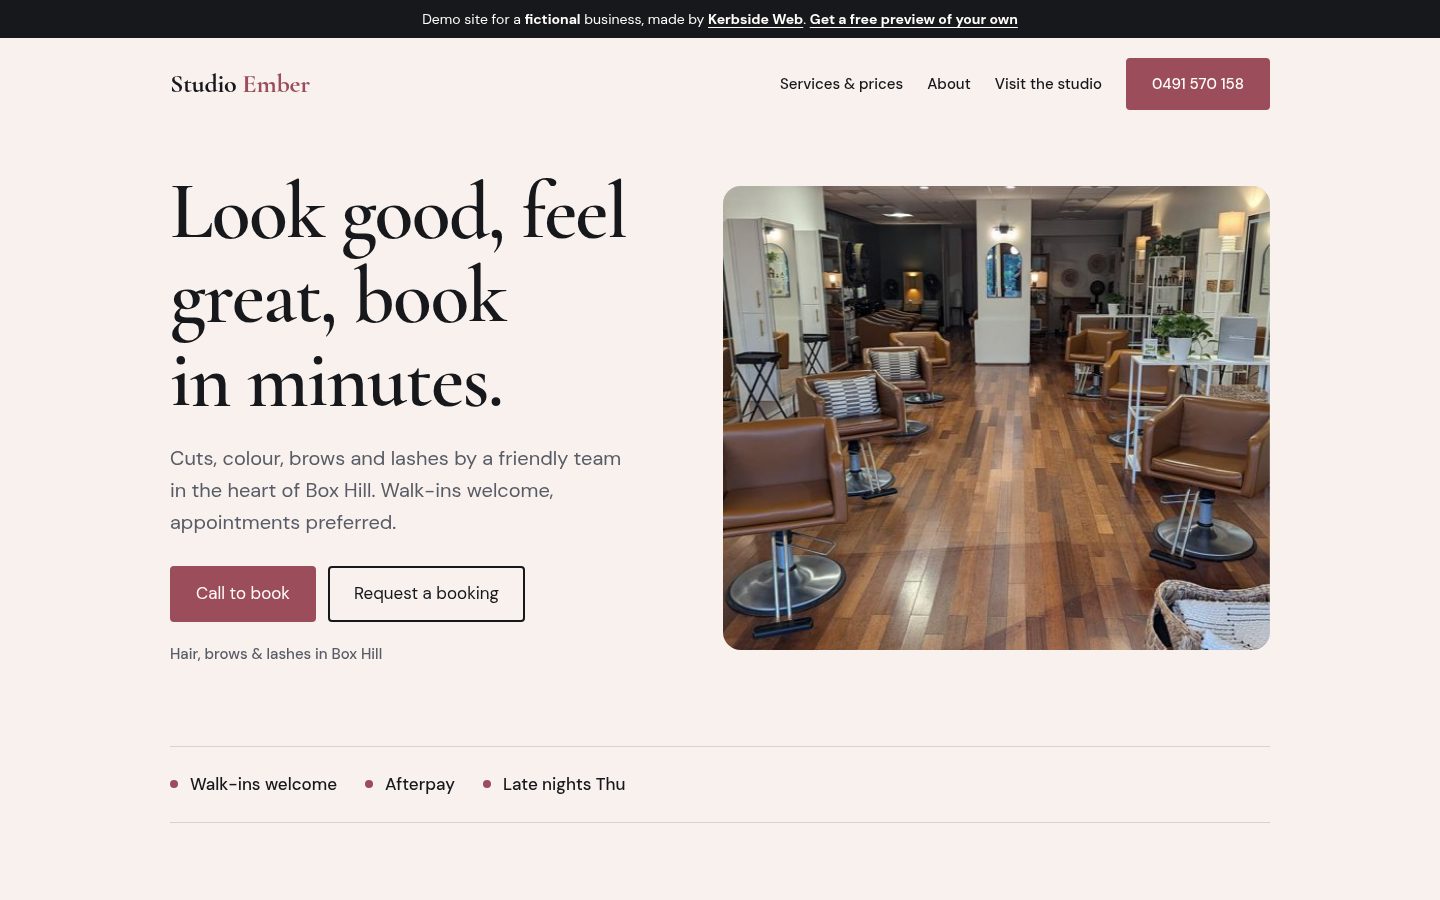 Demo site for a fictional business, made by Kerbside Web. Get a free preview of your own
Studio Ember
Services & prices
About
Visit the studio
0491 570 158
Look good, feel
great, book
in minutes.
Cuts, colour, brows and lashes by a friendly team
in the heart of Box Hill. Walk-ins welcome,
appointments preferred.
Call to book
Request a booking
Hair, brows & lashes in Box Hill
Walk-ins welcome
Afterpay
Late nights Thu